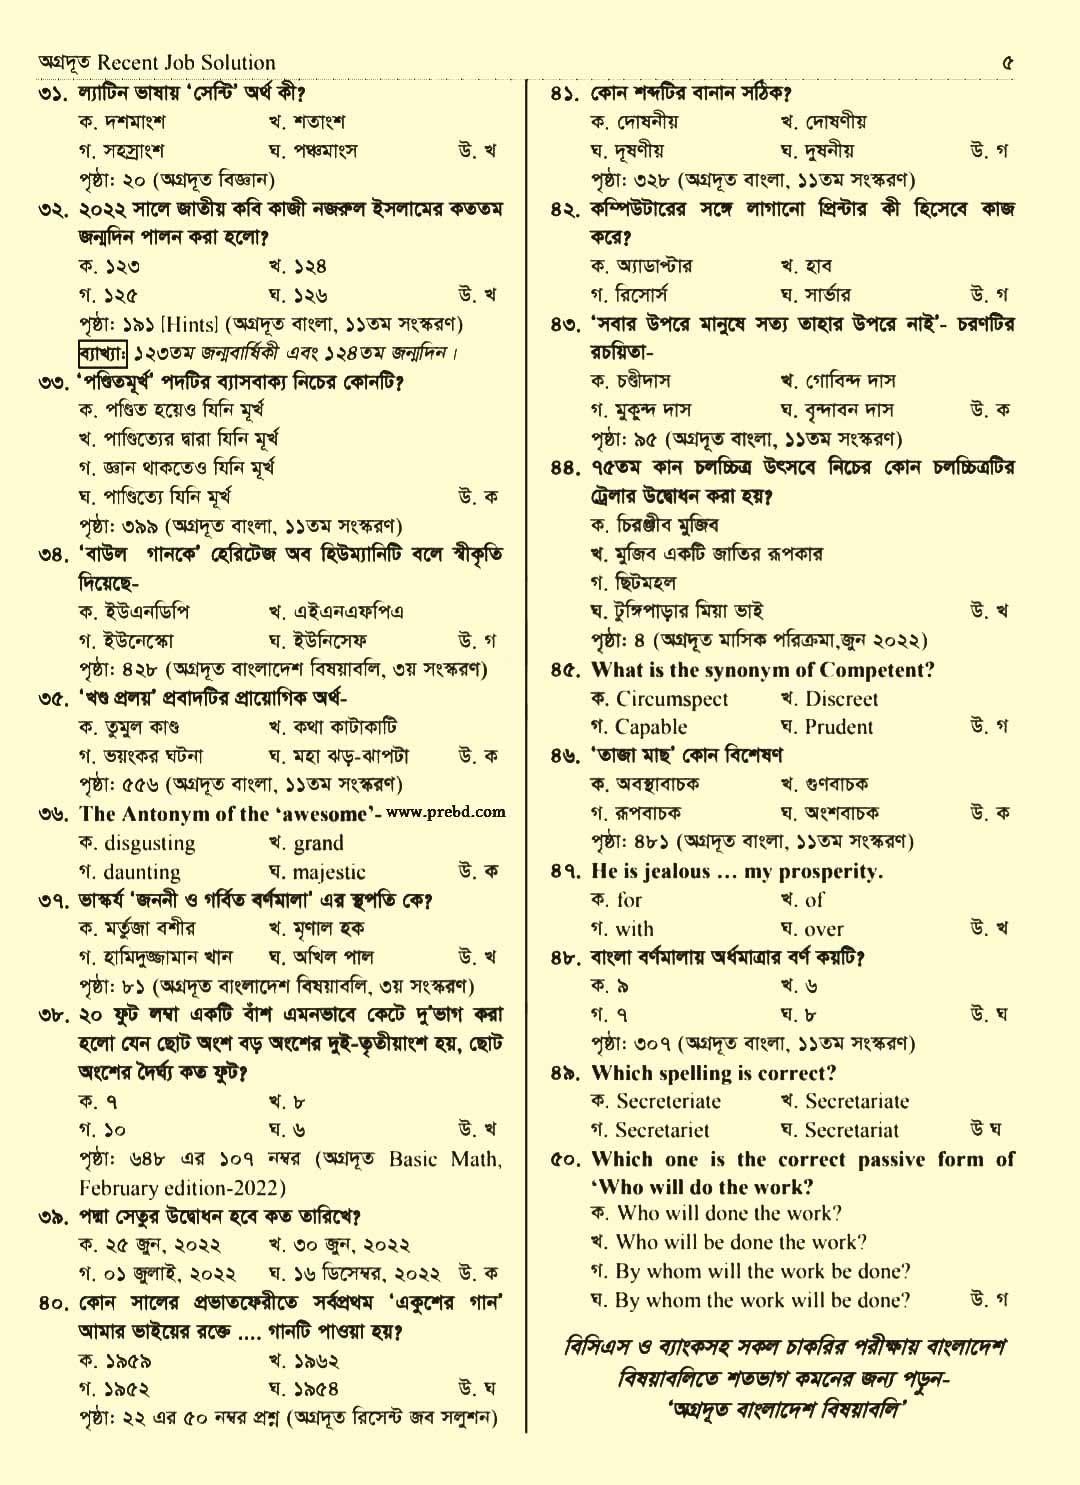 অগ্রদূত Recent Job Solution
৫
৩১. ল্যাটিন ভাষায় ‘সেন্টি’ অর্থ কী?
ক. দশমাংশ খ. শতাংশ
গ. সহস্রাংশ ঘ. পঞ্চমাংস উ. খ
পৃষ্ঠা: ২০ (অগ্রদূত বিজ্ঞান)
৩২. ২০২২ সালে জাতীয় কবি কাজী নজরুল ইসলামের কততম
জন্মদিন পালন করা হলো?
ক. ১২৩ খ. ১২৪
গ. ১২৫ ঘ. ১২৬ উ. খ
পৃষ্ঠা: ১৯১ [Hints] (অগ্রদূত বাংলা, ১১তম সংস্করণ)
ব্যাখ্যা: ১২৩তম জন্মবার্ষিকী এবং ১২৪তম জন্মদিন।
৩৩. ‘পণ্ডিতমূর্খ’ পদটির ব্যাসবাক্য নিচের কোনটি?
ক. পণ্ডিত হয়েও যিনি মূর্খ
খ. পাণ্ডিত্যের দ্বারা যিনি মূর্খ
গ. জ্ঞান থাকতেও যিনি মূর্খ
ঘ. পাণ্ডিত্যে যিনি মূর্খ উ. ক
পৃষ্ঠা: ৩৯৯ (অগ্রদূত বাংলা, ১১তম সংস্করণ)
৩৪. ‘বাউল গানকে’ হেরিটেজ অব হিউম্যানিটি বলে স্বীকৃতি
দিয়েছে-
ক. ইউএনডিপি খ. এইএনএফপিএ
গ. ইউনেস্কো ঘ. ইউনিসেফ উ. গ
পৃষ্ঠা: ৪২৮ (অগ্রদূত বাংলাদেশ বিষয়াবলি, ৩য় সংস্করণ)
৩৫. ‘খণ্ড প্রলয়’ প্রবাদটির প্রায়োগিক অর্থ-
ক. তুমুল কাণ্ড খ. কথা কাটাকাটি
গ. ভয়ংকর ঘটনা ঘ. মহা ঝড়-ঝাপটা উ. ক
পৃষ্ঠা: ৫৫৬ (অগ্রদূত বাংলা, ১১তম সংস্করণ)
৩৬. The Antonym of the ‘awesome’- www.prebd.com
ক. disgusting খ. grand
গ. daunting ঘ. majestic উ. ক
৩৭. ভাস্কর্য ‘জননী ও গর্বিত বর্ণমালা’ এর স্থপতি কে?
ক. মর্তুজা বশীর খ. মৃণাল হক
গ. হামিদুজ্জামান খান ঘ. অখিল পাল উ. খ
পৃষ্ঠা: ৮১ (অগ্রদূত বাংলাদেশ বিষয়াবলি, ৩য় সংস্করণ)
৩৮. ২০ ফুট লম্বা একটি বাঁশ এমনভাবে কেটে দু’ভাগ করা
হলো যেন ছোট অংশ বড় অংশের দুই-তৃতীয়াংশ হয়, ছোট
অংশের দৈর্ঘ্য কত ফুট?
ক. ৭ খ. ৮
গ. ১০ ঘ. ৬ উ. খ
পৃষ্ঠা: ৬৪৮ এর ১০৭ নম্বর (অগ্রদূত Basic Math,
February edition-2022)
৩৯. পদ্মা সেতুর উদ্বোধন হবে কত তারিখে?
ক. ২৫ জুন, ২০২২ খ. ৩০ জুন, ২০২২
গ. ০১ জুলাই, ২০২২ ঘ. ১৬ ডিসেম্বর, ২০২২ উ. ক
৪০. কোন সালের প্রভাতফেরীতে সর্বপ্রথম ‘একুশের গান’
আমার ভাইয়ের রক্তে .... গানটি পাওয়া হয়?
ক. ১৯৫৯ খ. ১৯৬২
গ. ১৯৫২ ঘ. ১৯৫৪ উ. ঘ
পৃষ্ঠা: ২২ এর ৫০ নম্বর প্রশ্ন (অগ্রদূত রিসেন্ট জব সলুশন)
৪১. কোন শব্দটির বানান সঠিক?
ক. দোষনীয় খ. দোষণীয়
ঘ. দূষণীয় ঘ. দুষনীয় উ. গ
পৃষ্ঠা: ৩২৮ (অগ্রদূত বাংলা, ১১তম সংস্করণ)
৪২. কম্পিউটারের সঙ্গে লাগানো প্রিন্টার কী হিসেবে কাজ
করে?
ক. অ্যাডাপ্টার খ. হাব
গ. রিসোর্স ঘ. সার্ভার উ. গ
৪৩. ‘সবার উপরে মানুষে সত্য তাহার উপরে নাই’- চরণটির
রচয়িতা-
ক. চণ্ডীদাস খ. গোবিন্দ দাস
গ. মুকুন্দ দাস ঘ. বৃন্দাবন দাস উ. ক
পৃষ্ঠা: ৯৫ (অগ্রদূত বাংলা, ১১তম সংস্করণ)
৪৪. ৭৫তম কান চলচ্চিত্র উৎসবে নিচের কোন চলচ্চিত্রটির
ট্রেলার উদ্বোধন করা হয়?
ক. চিরঞ্জীব মুজিব
খ. মুজিব একটি জাতির রূপকার
গ. ছিটমহল
ঘ. টুঙ্গিপাড়ার মিয়া ভাই উ. খ
পৃষ্ঠা: ৪ (অগ্রদূত মাসিক পরিক্রমা,জুন ২০২২)
৪৫. What is the synonym of Competent?
ক. Circumspect খ. Discreet
গ. Capable ঘ. Prudent উ. গ
৪৬. ‘তাজা মাছ’ কোন বিশেষণ
ক. অবস্থাবাচক খ. গুণবাচক
গ. রূপবাচক ঘ. অংশবাচক উ. ক
পৃষ্ঠা: ৪৮১ (অগ্রদূত বাংলা, ১১তম সংস্করণ)
৪৭. He is jealous … my prosperity.
ক. for খ. of
গ. with ঘ. over উ. খ
৪৮. বাংলা বর্ণমালায় অর্ধমাত্রার বর্ণ কয়টি?
ক. ৯ খ. ৬
গ. ৭ ঘ. ৮ উ. ঘ
পৃষ্ঠা: ৩০৭ (অগ্রদূত বাংলা, ১১তম সংস্করণ)
৪৯. Which spelling is correct?
ক. Secreteriate খ. Secretariate
গ. Secretariet ঘ. Secretariat উ ঘ
৫০. Which one is the correct passive form of
‘Who will do the work?
ক. Who will done the work?
খ. Who will be done the work?
গ. By whom will the work be done?
ঘ. By whom the work will be done? উ. গ
বিসিএস ও ব্যাংকসহ সকল চাকরির পরীক্ষায় বাংলাদেশ
বিষয়াবলিতে শতভাগ কমনের জন্য পড়ুন-
‘অগ্রদূত বাংলাদেশ বিষয়াবলি’